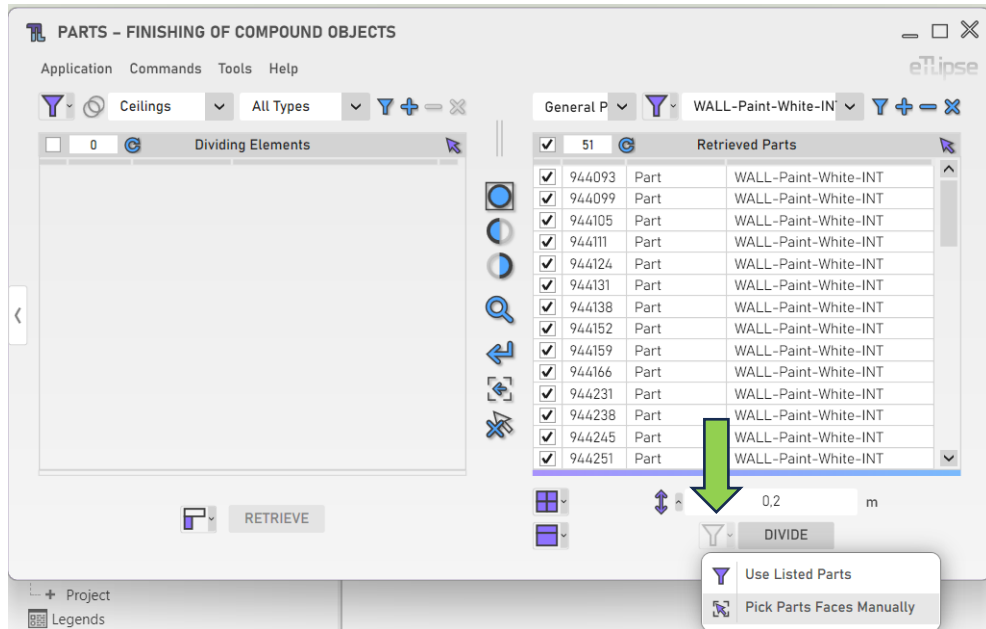 PARTS – FINISHING OF COMPOUND OBJECTS
Application Commands Tools Help
eTLipse
Ceilings All Types
General P WALL-Paint-White-IN
0 Dividing Elements
51 Retrieved Parts
944093 Part WALL-Paint-White-INT
944099 Part WALL-Paint-White-INT
944105 Part WALL-Paint-White-INT
944111 Part WALL-Paint-White-INT
944124 Part WALL-Paint-White-INT
944131 Part WALL-Paint-White-INT
944138 Part WALL-Paint-White-INT
944152 Part WALL-Paint-White-INT
944159 Part WALL-Paint-White-INT
944166 Part WALL-Paint-White-INT
944231 Part WALL-Paint-White-INT
944238 Part WALL-Paint-White-INT
944245 Part WALL-Paint-White-INT
944251 Part WALL-Paint-White-INT
0,2 m
RETRIEVE
DIVIDE
Use Listed Parts
Pick Parts Faces Manually
Project
Legends